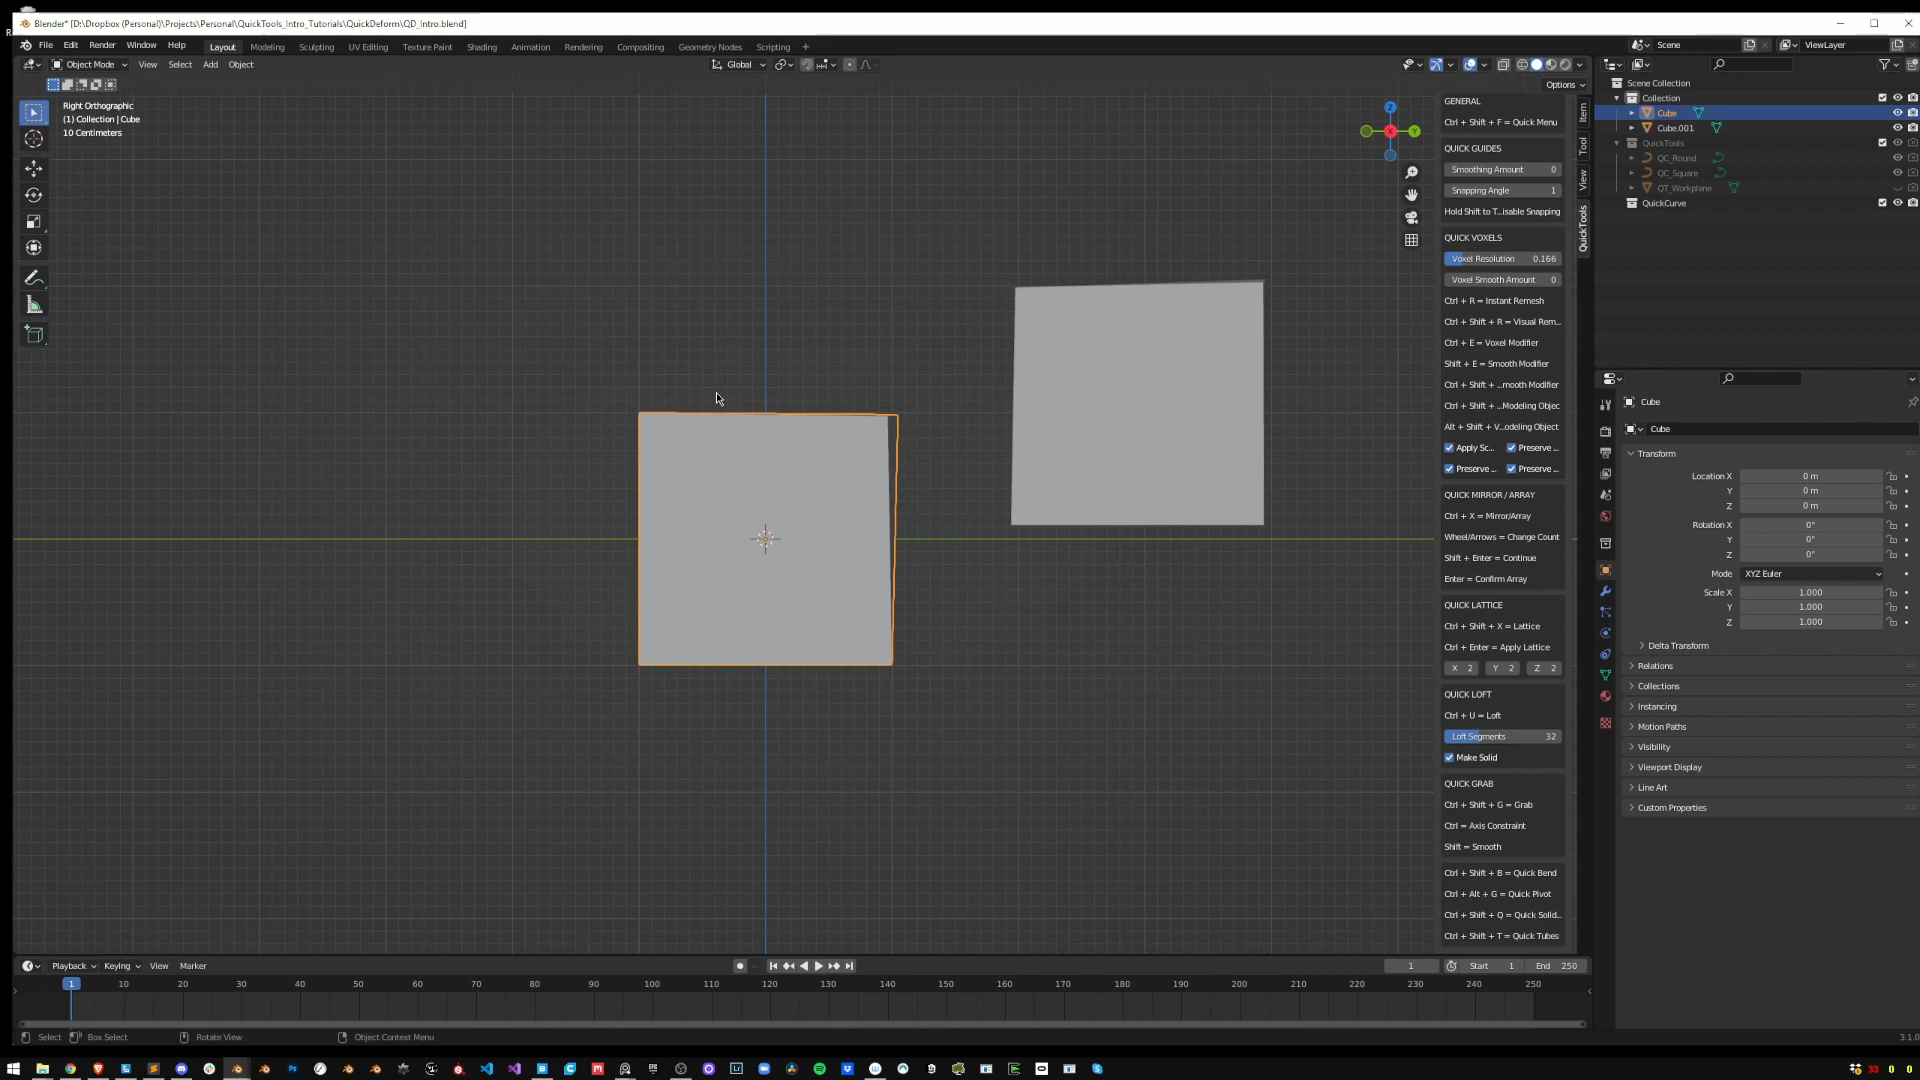 Blender* [D:\Dropbox (Personal)\Projects\Personal\QuickTools_Intro_Tutorials\QuickDeform\QD_Intro.blend]
File Edit Render Window Help
Layout Modeling Sculpting UV Editing Texture Paint Shading Animation Rendering Compositing Geometry Nodes Scripting +
Scene ViewLayer
Object Mode View Select Add Object
Global
Options
Right Orthographic
(1) Collection | Cube
10 Centimeters
Z
X
Y
GENERAL
Ctrl + Shift + F = Quick Menu
QUICK GUIDES
Smoothing Amount 0
Snapping Angle 1
Hold Shift to T...isable Snapping
QUICK VOXELS
Voxel Resolution 0.166
Voxel Smooth Amount 0
Ctrl + R = Instant Remesh
Ctrl + Shift + R = Visual Rem...
Ctrl + E = Voxel Modifier
Shift + E = Smooth Modifier
Ctrl + Shift + ...mooth Modifier
Ctrl + Shift + ...Modeling Objec
Alt + Shift + V...odeling Object
Apply Sc... Preserve ...
Preserve ... Preserve ...
QUICK MIRROR / ARRAY
Ctrl + X = Mirror/Array
Wheel/Arrows = Change Count
Shift + Enter = Continue
Enter = Confirm Array
QUICK LATTICE
Ctrl + Shift + X = Lattice
Ctrl + Enter = Apply Lattice
X 2 Y 2 Z 2
QUICK LOFT
Ctrl + U = Loft
Loft Segments 32
Make Solid
QUICK GRAB
Ctrl + Shift + G = Grab
Ctrl = Axis Constraint
Shift = Smooth
Ctrl + Shift + B = Quick Bend
Ctrl + Alt + G = Quick Pivot
Ctrl + Shift + Q = Quick Solid...
Ctrl + Shift + T = Quick Tubes
Item
Tool
View
QuickTools
Scene Collection
Collection
Cube
Cube.001
QuickTools
QC_Round
QC_Square
QT_Workplane
QuickCurve
Cube
Cube
Transform
Location X 0 m
Y 0 m
Z 0 m
Rotation X 0°
Y 0°
Z 0°
Mode XYZ Euler
Scale X 1.000
Y 1.000
Z 1.000
Delta Transform
Relations
Collections
Instancing
Motion Paths
Visibility
Viewport Display
Line Art
Custom Properties
Playback Keying View Marker
1 Start 1 End 250
1 10 20 30 40 50 60 70 80 90 100 110 120 130 140 150 160 170 180 190 200 210 220 230 240 250
Select Box Select Rotate View Object Context Menu
3.1.0
33 0 0